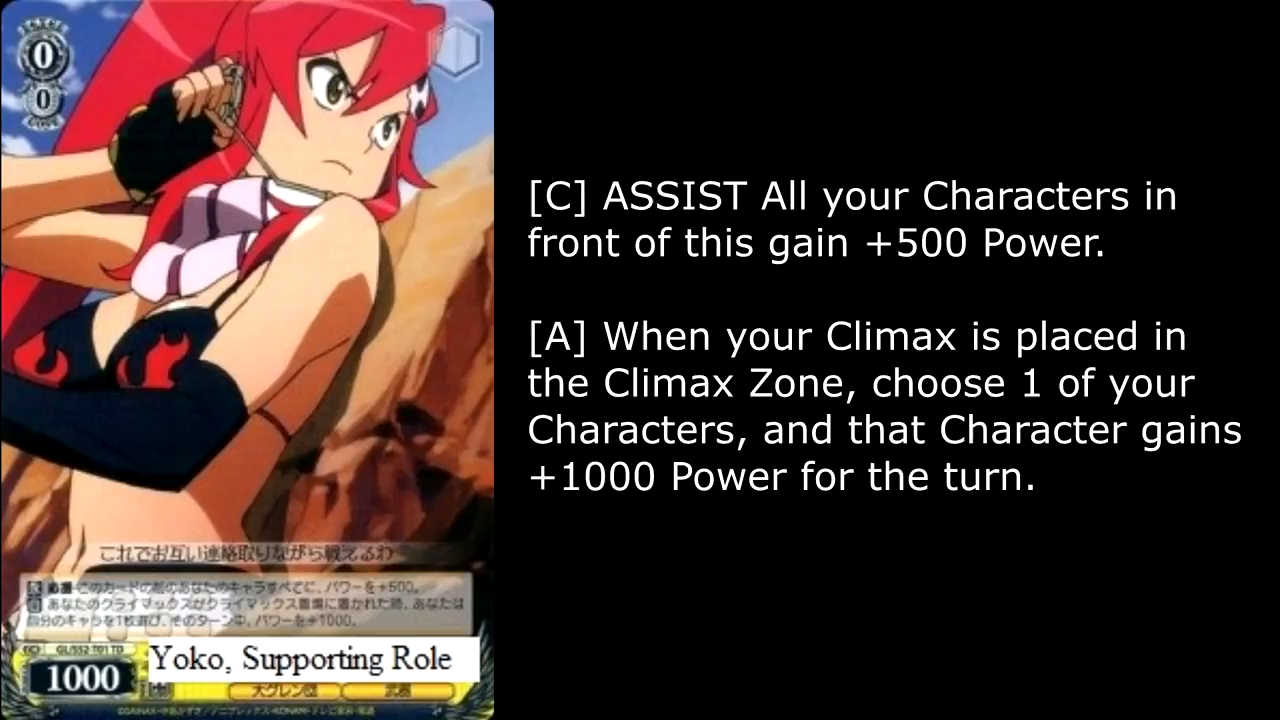 0
0
これでお互い連絡取りながら戦えるわ
応援 このカードの前のあなたのキャラすべてに、パワーを+500。
あなたのクライマックスがクライマックス置場に置かれた時、あなたは
自分のキャラを1枚選び、そのターン中、パワーを+1000。
GL/S52-T01 TD
Yoko, Supporting Role
1000
大グレン団 武器
[C] ASSIST All your Characters in
front of this gain +500 Power.
[A] When your Climax is placed in
the Climax Zone, choose 1 of your
Characters, and that Character gains
+1000 Power for the turn.